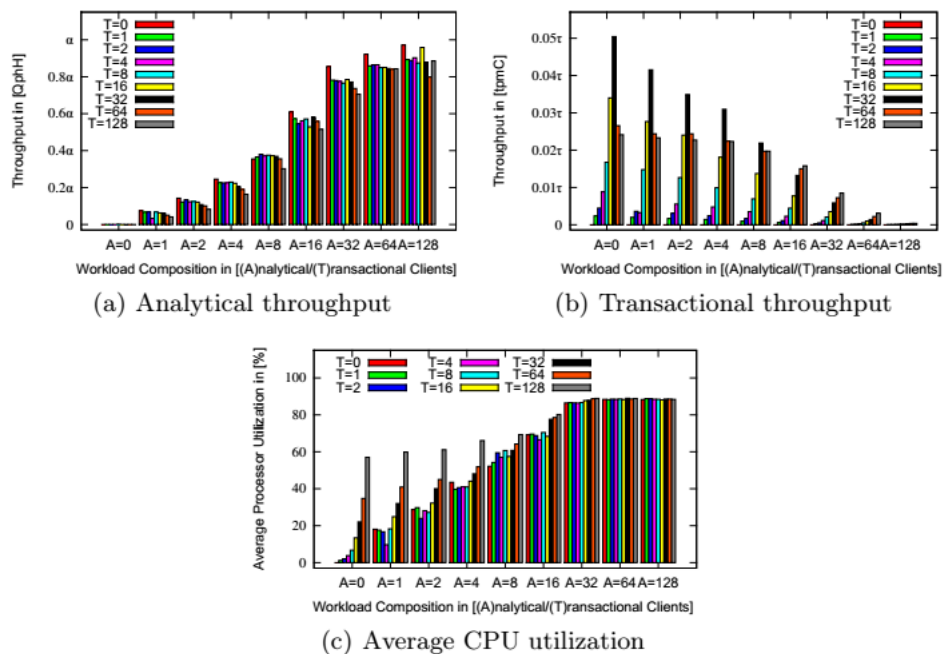 Throughput in [QphH]
α
0.8α
0.6α
0.4α
0.2α
0
T=0
T=1
T=2
T=4
T=8
T=16
T=32
T=64
T=128
A=0 A=1 A=2 A=4 A=8 A=16 A=32 A=64 A=128
Workload Composition in [(A)nalytical/(T)ransactional Clients]
(a) Analytical throughput
Throughput in [tpmC]
0.05τ
0.04τ
0.03τ
0.02τ
0.01τ
0
T=0
T=1
T=2
T=4
T=8
T=16
T=32
T=64
T=128
A=0 A=1 A=2 A=4 A=8 A=16 A=32 A=64 A=128
Workload Composition in [(A)nalytical/(T)ransactional Clients]
(b) Transactional throughput
Average Processor Utilization in [%]
100
80
60
40
20
0
T=0 T=4 T=32
T=1 T=8 T=64
T=2 T=16 T=128
A=0 A=1 A=2 A=4 A=8 A=16 A=32 A=64 A=128
Workload Composition in [(A)nalytical/(T)ransactional Clients]
(c) Average CPU utilization